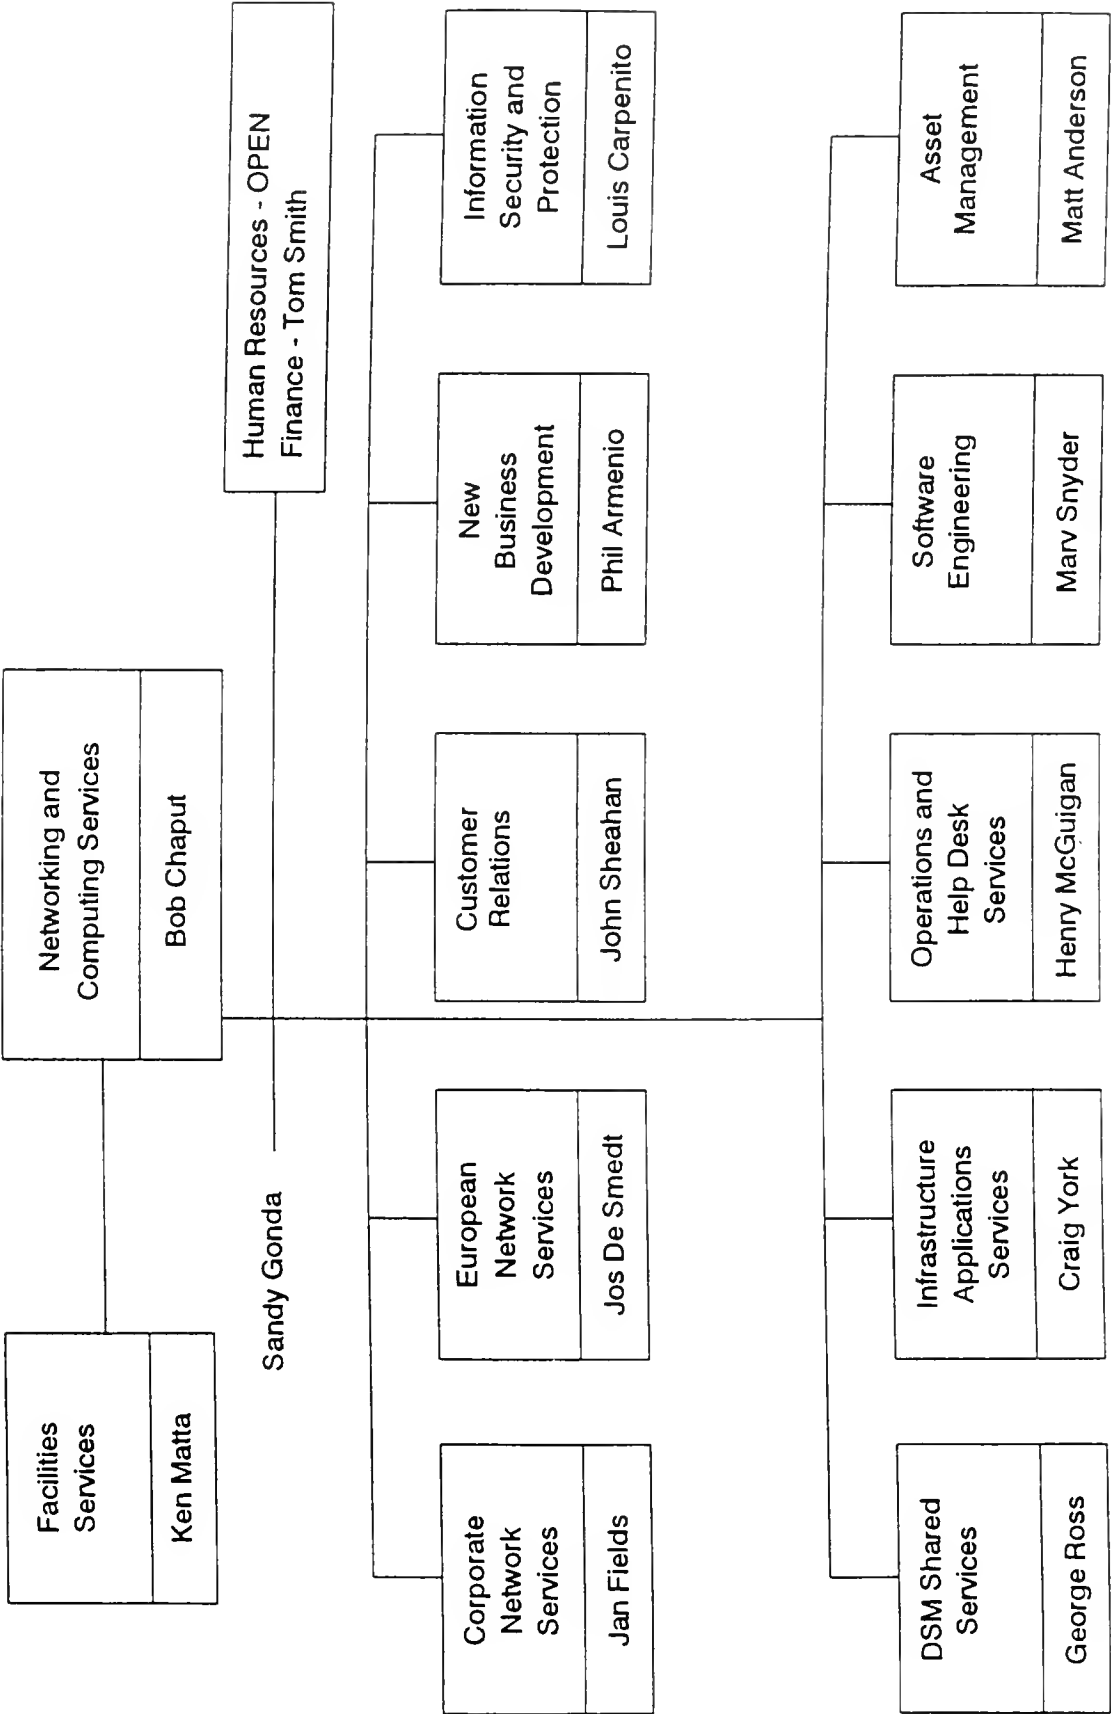 Networking and
Computing Services
Bob Chaput
Facilities
Services
Ken Matta
Sandy Gonda
Human Resources - OPEN
Finance - Tom Smith
Corporate
Network
Services
Jan Fields
European
Network
Services
Jos De Smedt
Customer
Relations
John Sheahan
New
Business
Development
Phil Armenio
Information
Security and
Protection
Louis Carpenito
DSM Shared
Services
George Ross
Infrastructure
Applications
Services
Craig York
Operations and
Help Desk
Services
Henry McGuigan
Software
Engineering
Marv Snyder
Asset
Management
Matt Anderson